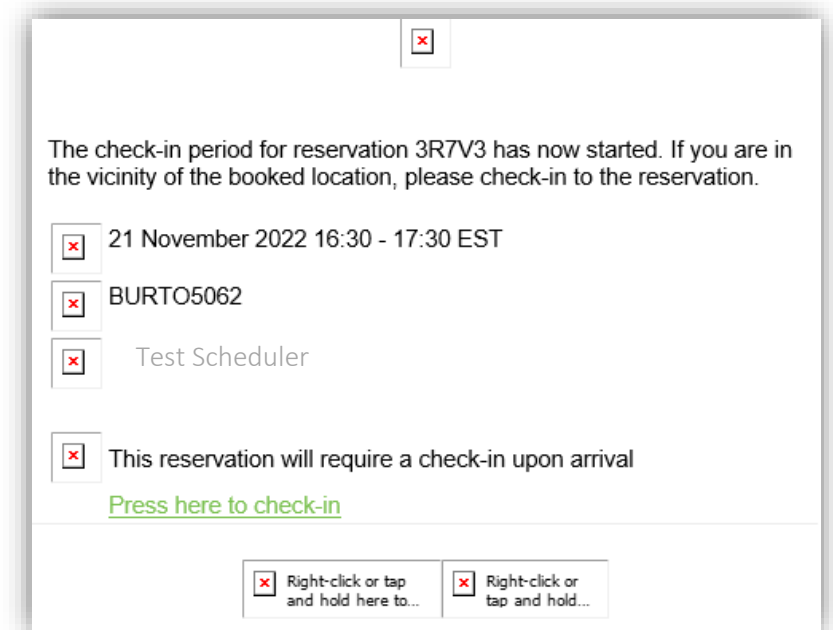 The check-in period for reservation 3R7V3 has now started. If you are in
the vicinity of the booked location, please check-in to the reservation.
21 November 2022 16:30 - 17:30 EST
BURTO5062
Test Scheduler
This reservation will require a check-in upon arrival
Press here to check-in
Right-click or tap
and hold here to...
Right-click or
tap and hold...